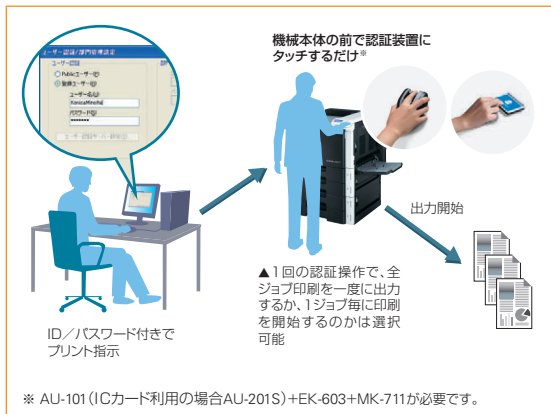 ユーザー認証/部門管理設定
ユーザー認証
Publicユーザー(P)
登録ユーザー(R)
ユーザー名(U)
KonicaMinolta
パスワード(P)
*******
機械本体の前で認証装置に
タッチするだけ※
出力開始
▲1回の認証操作で、全
ジョブ印刷を一度に出力
するか、1ジョブ毎に印刷
を開始するのかは選択
可能
ID／パスワード付きで
プリント指示
※ AU-101（ICカード利用の場合AU-201S）+EK-603+MK-711が必要です。